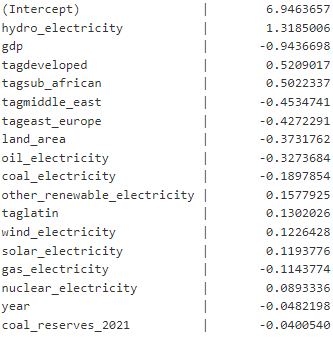 (Intercept) | 6.9463657
hydro_electricity | 1.3185006
gdp | -0.9436698
tagdeveloped | 0.5209017
tagsub_african | 0.5022337
tagmiddle_east | -0.4534741
tageast_europe | -0.4272291
land_area | -0.3731762
oil_electricity | -0.3273684
coal_electricity | -0.1897854
other_renewable_electricity | 0.1577925
taglatin | 0.1302026
wind_electricity | 0.1226428
solar_electricity | 0.1193776
gas_electricity | -0.1143774
nuclear_electricity | 0.0893336
year | -0.0482198
coal_reserves_2021 | -0.0400540